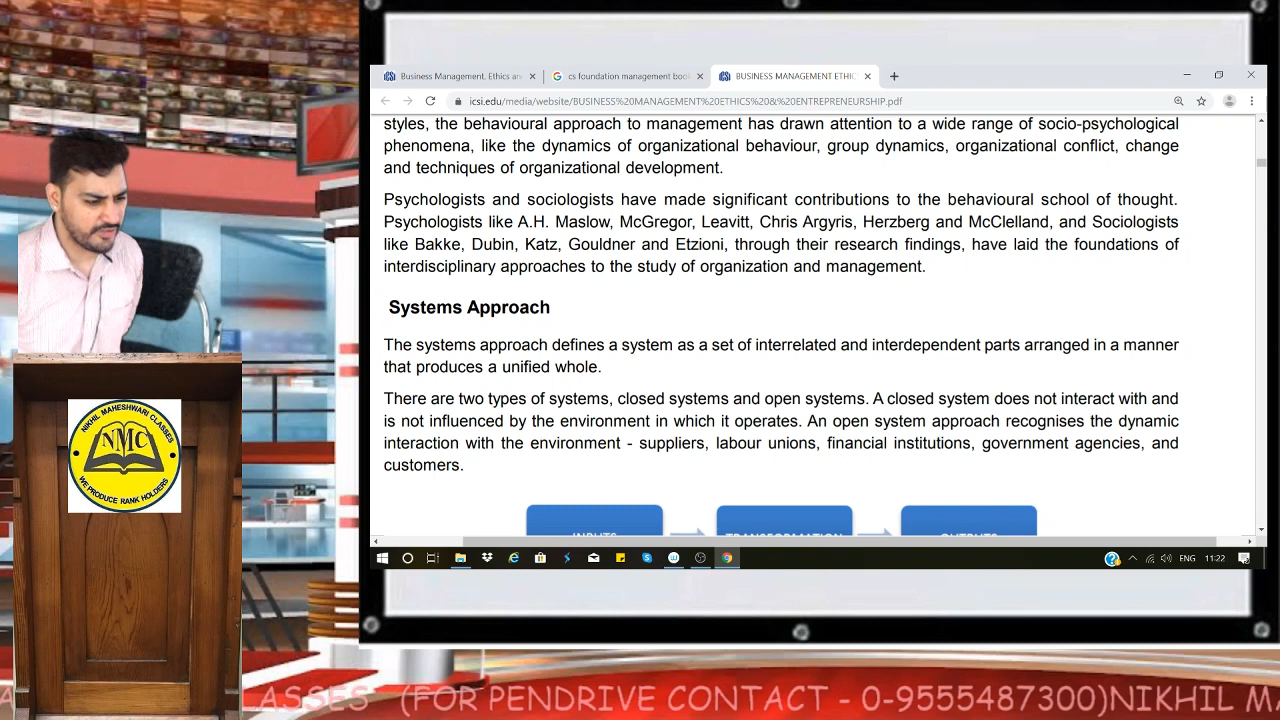 Business Management. Ethics an
cs foundation management boo
BUSINESS MANAGEMENT ETHIC
icsi.edu/media/website/BUSINESS%20MANAGEMENT%20ETHICS%20&%20ENTREPRENEURSHIP.pdf
styles, the behavioural approach to management has drawn attention to a wide range of socio-psychological
phenomena, like the dynamics of organizational behaviour, group dynamics, organizational conflict, change
and techniques of organizational development.
Psychologists and sociologists have made significant contributions to the behavioural school of thought.
Psychologists like A.H. Maslow, McGregor, Leavitt, Chris Argyris, Herzberg and McClelland, and Sociologists
like Bakke, Dubin, Katz, Gouldner and Etzioni, through their research findings, have laid the foundations of
interdisciplinary approaches to the study of organization and management.
Systems Approach
The systems approach defines a system as a set of interrelated and interdependent parts arranged in a manner
that produces a unified whole.
There are two types of systems, closed systems and open systems. A closed system does not interact with and
is not influenced by the environment in which it operates. An open system approach recognises the dynamic
interaction with the environment - suppliers, labour unions, financial institutions, government agencies, and
customers.
INPUTS TRANSFORMATION OUTPUTS
ENG 11:22
NIKHIL MAHESHWARI CLASSES
NMC
WE PRODUCE RANK HOLDERS
ASSES (FOR PENDRIVE CONTACT - 0-9555487300)NIKHIL MA